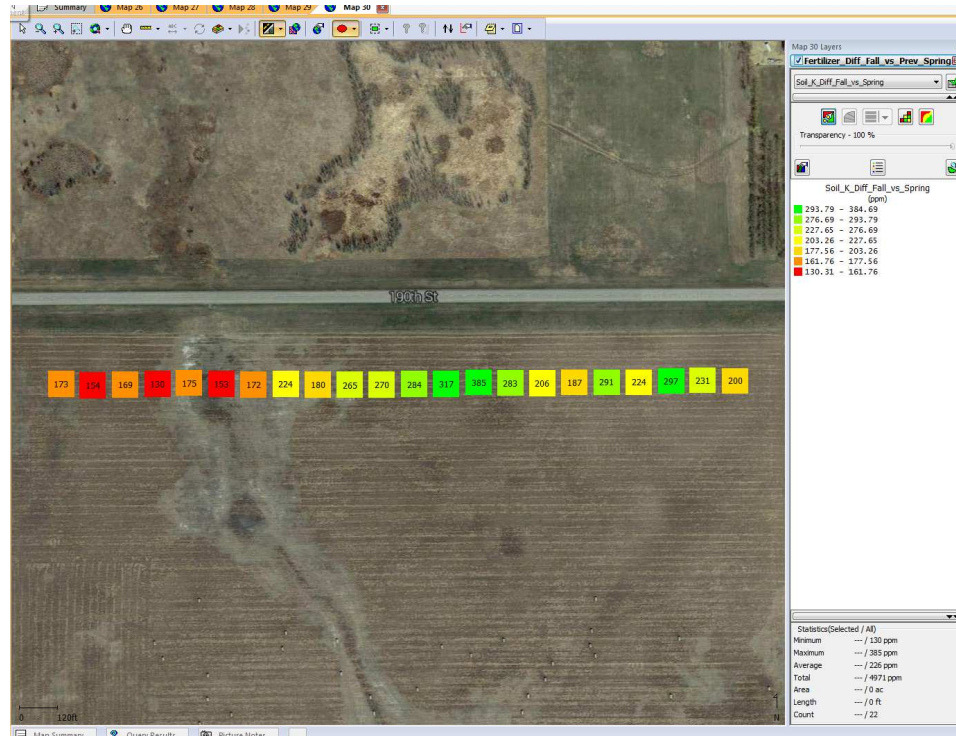 Summary Map 26 Map 27 Map 28 Map 29 Map 30
Map 30 Layers
Fertilizer_Diff_Fall_vs_Prev_Spring
Soil_K_Diff_Fall_vs_Spring
Transparency - 100 %
Soil_K_Diff_Fall_vs_Spring
(ppm)
293.79 - 384.69
276.69 - 293.79
227.65 - 276.69
203.26 - 227.65
177.56 - 203.26
161.76 - 177.56
130.31 - 161.76
190th St
173 154 169 130 175 153 172 224 180 265 270 284 317 385 283 206 187 291 224 297 231 200
Statistics(Selected / All)
Minimum --- / 130 ppm
Maximum --- / 385 ppm
Average --- / 226 ppm
Total --- / 4971 ppm
Area --- / 0 ac
Length --- / 0 ft
Count --- / 22
0 120ft
N
Map Summary Query Results Picture Notes